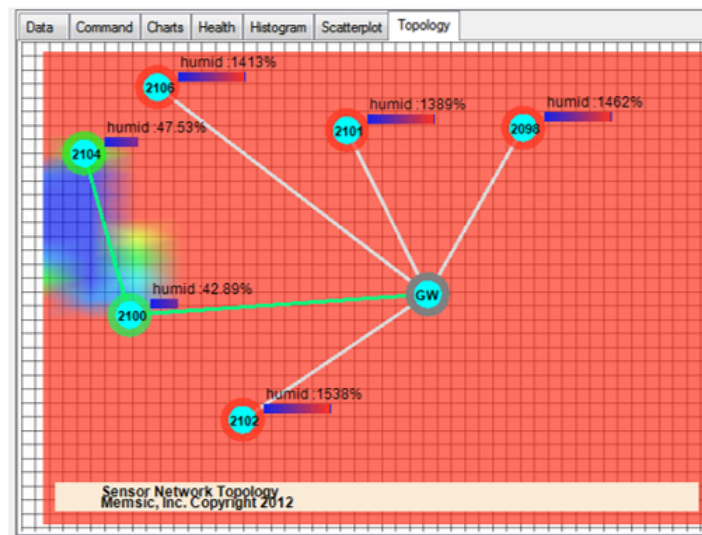 Data Command Charts Health Histogram Scatterplot Topology
humid :1413%
2106
humid :1389%
2101
humid :1462%
2098
humid :47.53%
2104
humid :42.89%
2100
GW
humid :1538%
2102
Sensor Network Topology
Memsic, Inc. Copyright 2012